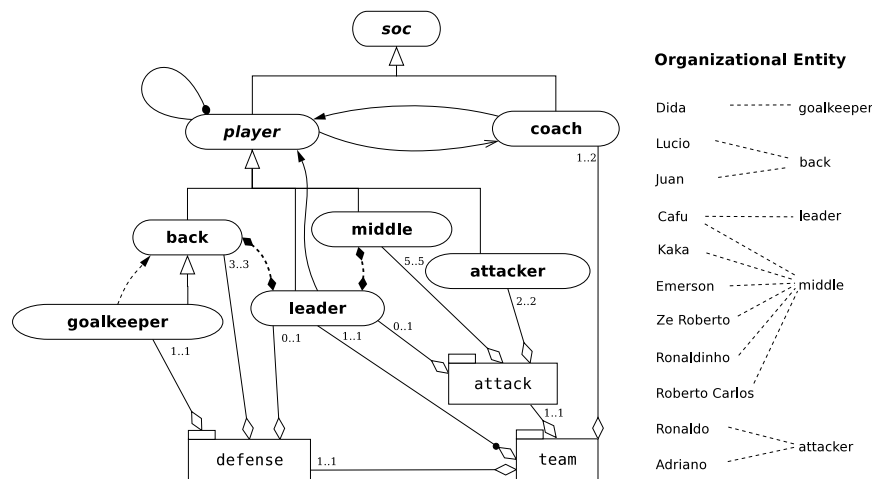 soc
player
coach
1..2
back
middle
attacker
3..3
5..5
goalkeeper
leader
2..2
1..1
0..1
1..1
0..1
attack
1..1
defense
1..1
team
Organizational Entity
Dida
goalkeeper
Lucio
back
Juan
Cafu
leader
Kaka
Emerson
middle
Ze Roberto
Ronaldinho
Roberto Carlos
Ronaldo
attacker
Adriano